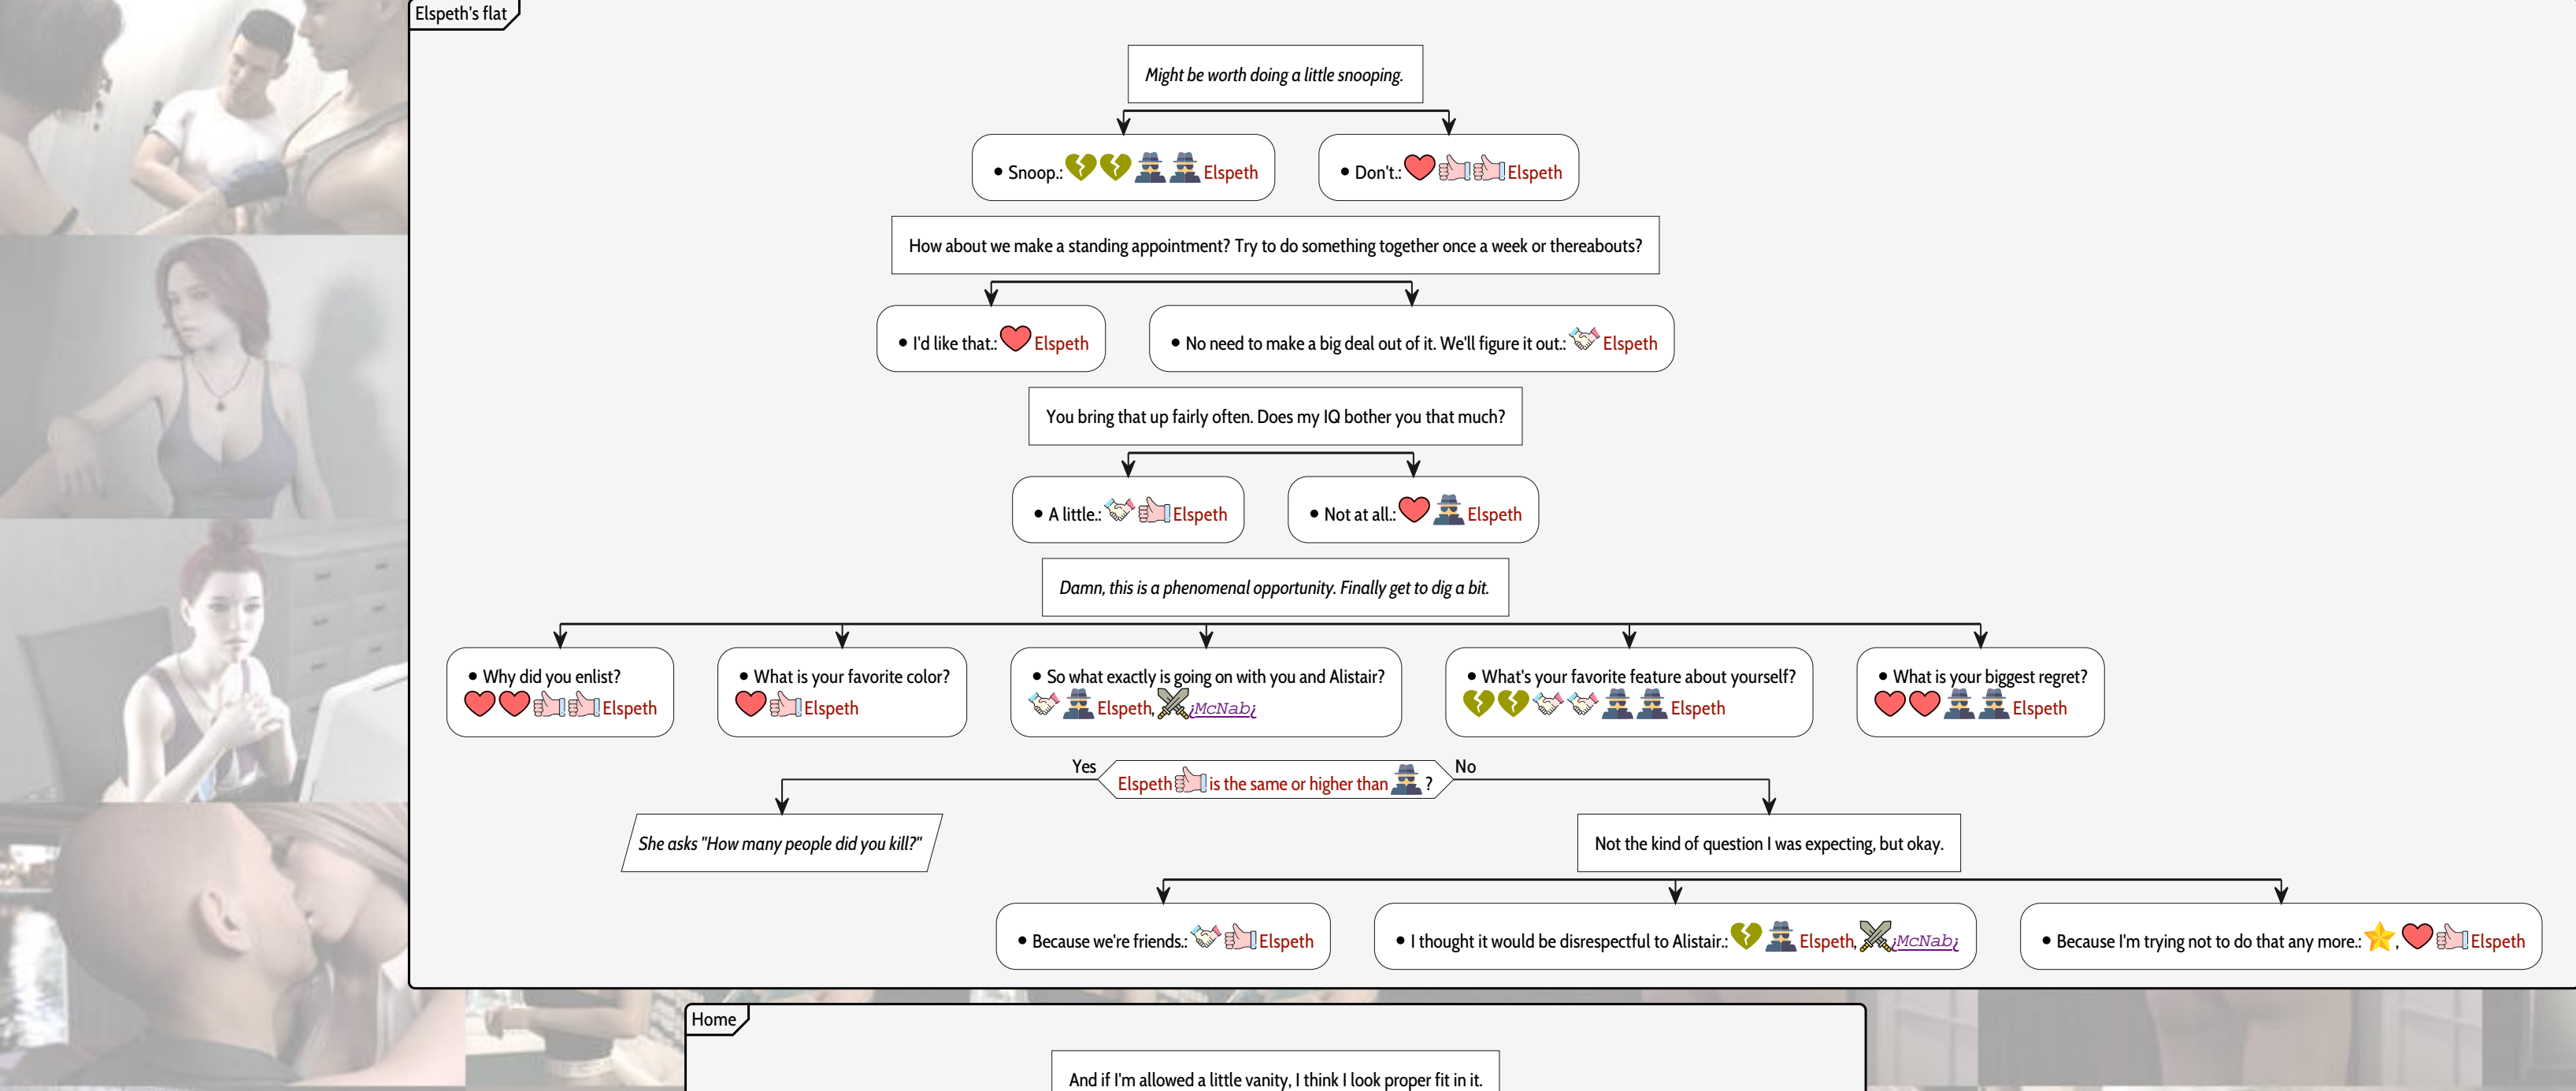 Elspeth's flat
Might be worth doing a little snooping.
• Snoop.: Elspeth
• Don't.: Elspeth
How about we make a standing appointment? Try to do something together once a week or thereabouts?
• I'd like that.: Elspeth
• No need to make a big deal out of it. We'll figure it out.: Elspeth
You bring that up fairly often. Does my IQ bother you that much?
• A little.: Elspeth
• Not at all.: Elspeth
Damn, this is a phenomenal opportunity. Finally get to dig a bit.
• Why did you enlist?
Elspeth
• What is your favorite color?
Elspeth
• So what exactly is going on with you and Alistair?
Elspeth, ¿McNab¿
• What's your favorite feature about yourself?
Elspeth
• What is your biggest regret?
Elspeth
Yes
Elspeth is the same or higher than ?
No
She asks "How many people did you kill?"
Not the kind of question I was expecting, but okay.
• Because we're friends.: Elspeth
• I thought it would be disrespectful to Alistair.: Elspeth, ¿McNab¿
• Because I'm trying not to do that any more.: , Elspeth
Home
And if I'm allowed a little vanity, I think I look proper fit in it.